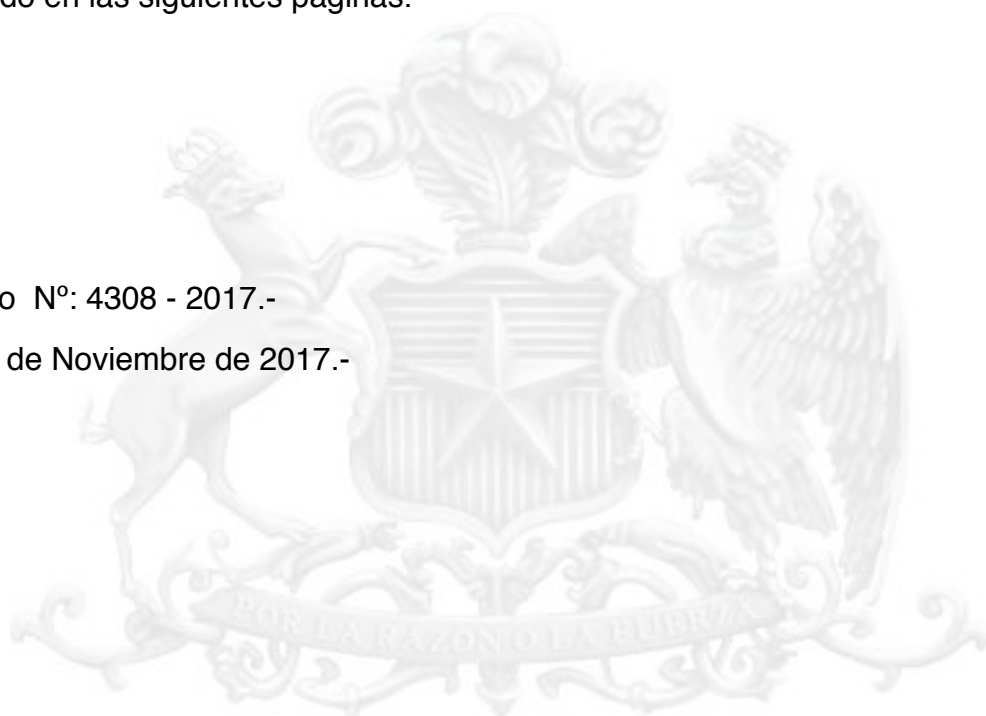 do en las siguientes páginas.
o Nº: 4308 - 2017.-
de Noviembre de 2017.-
POR LA RAZON O LA FUERZA